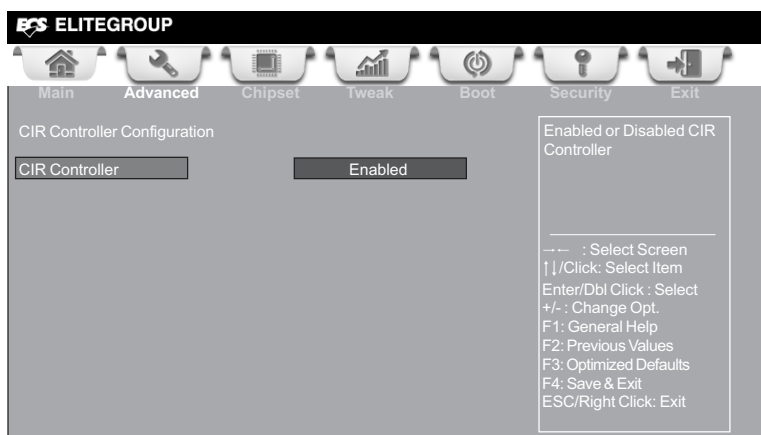 ECS ELITEGROUP
Main Advanced Chipset Tweak Boot Security Exit
CIR Controller Configuration
CIR Controller Enabled
Enabled or Disabled CIR
Controller
→← : Select Screen
↑↓/Click: Select Item
Enter/Dbl Click : Select
+/- : Change Opt.
F1: General Help
F2: Previous Values
F3: Optimized Defaults
F4: Save & Exit
ESC/Right Click: Exit